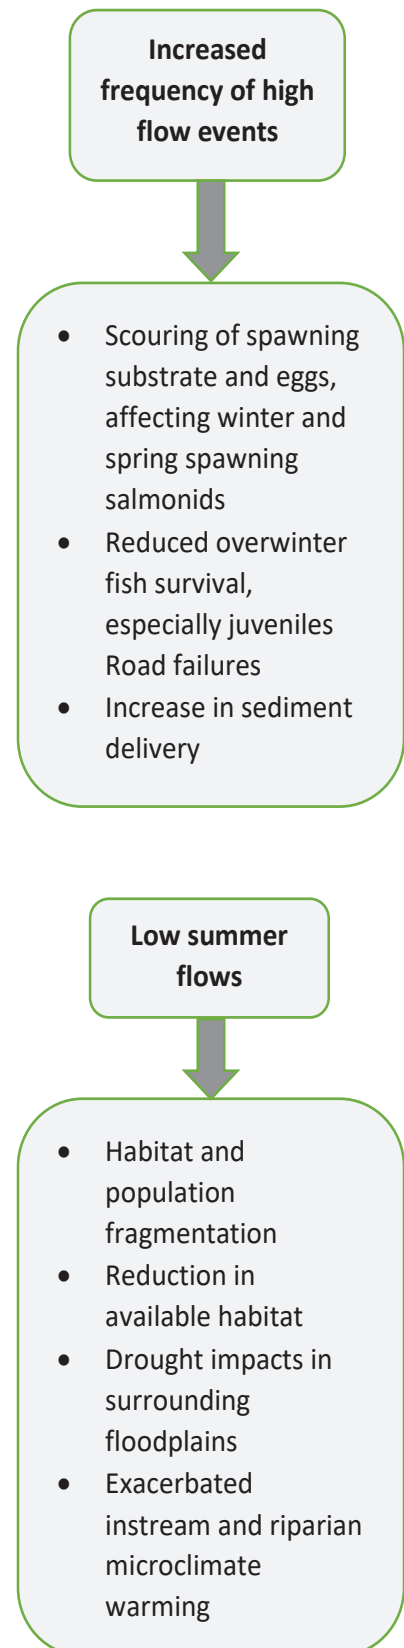 Increased
frequency of high
flow events
• Scouring of spawning
substrate and eggs,
affecting winter and
spring spawning
salmonids
• Reduced overwinter
fish survival,
especially juveniles
Road failures
• Increase in sediment
delivery
Low summer
flows
• Habitat and
population
fragmentation
• Reduction in
available habitat
• Drought impacts in
surrounding
floodplains
• Exacerbated
instream and riparian
microclimate
warming